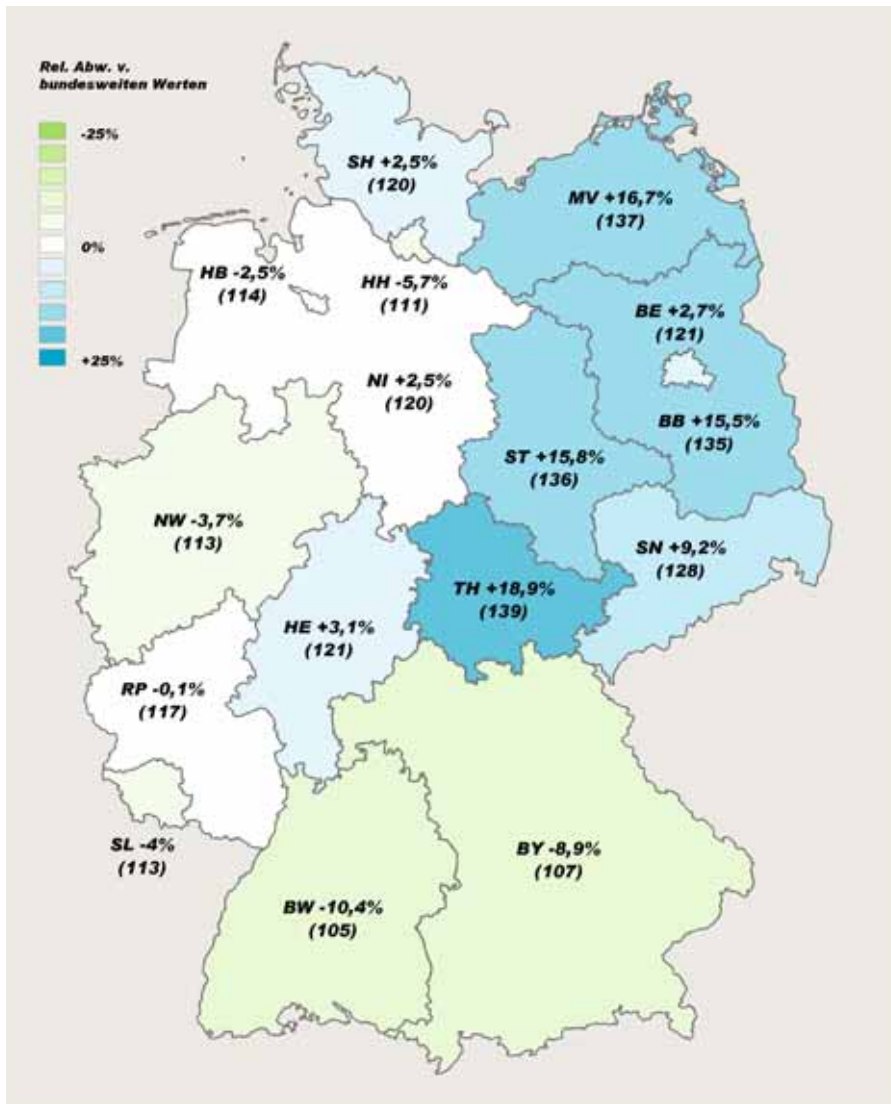 Rel. Abw. v.
bundesweiten Werten
-25%
0%
+25%
SH +2,5%
(120)
MV +16,7%
(137)
HB -2,5%
(114)
HH -5,7%
(111)
BE +2,7%
(121)
NI +2,5%
(120)
BB +15,5%
(135)
ST +15,8%
(136)
NW -3,7%
(113)
SN +9,2%
(128)
TH +18,9%
(139)
HE +3,1%
(121)
RP -0,1%
(117)
SL -4%
(113)
BY -8,9%
(107)
BW -10,4%
(105)